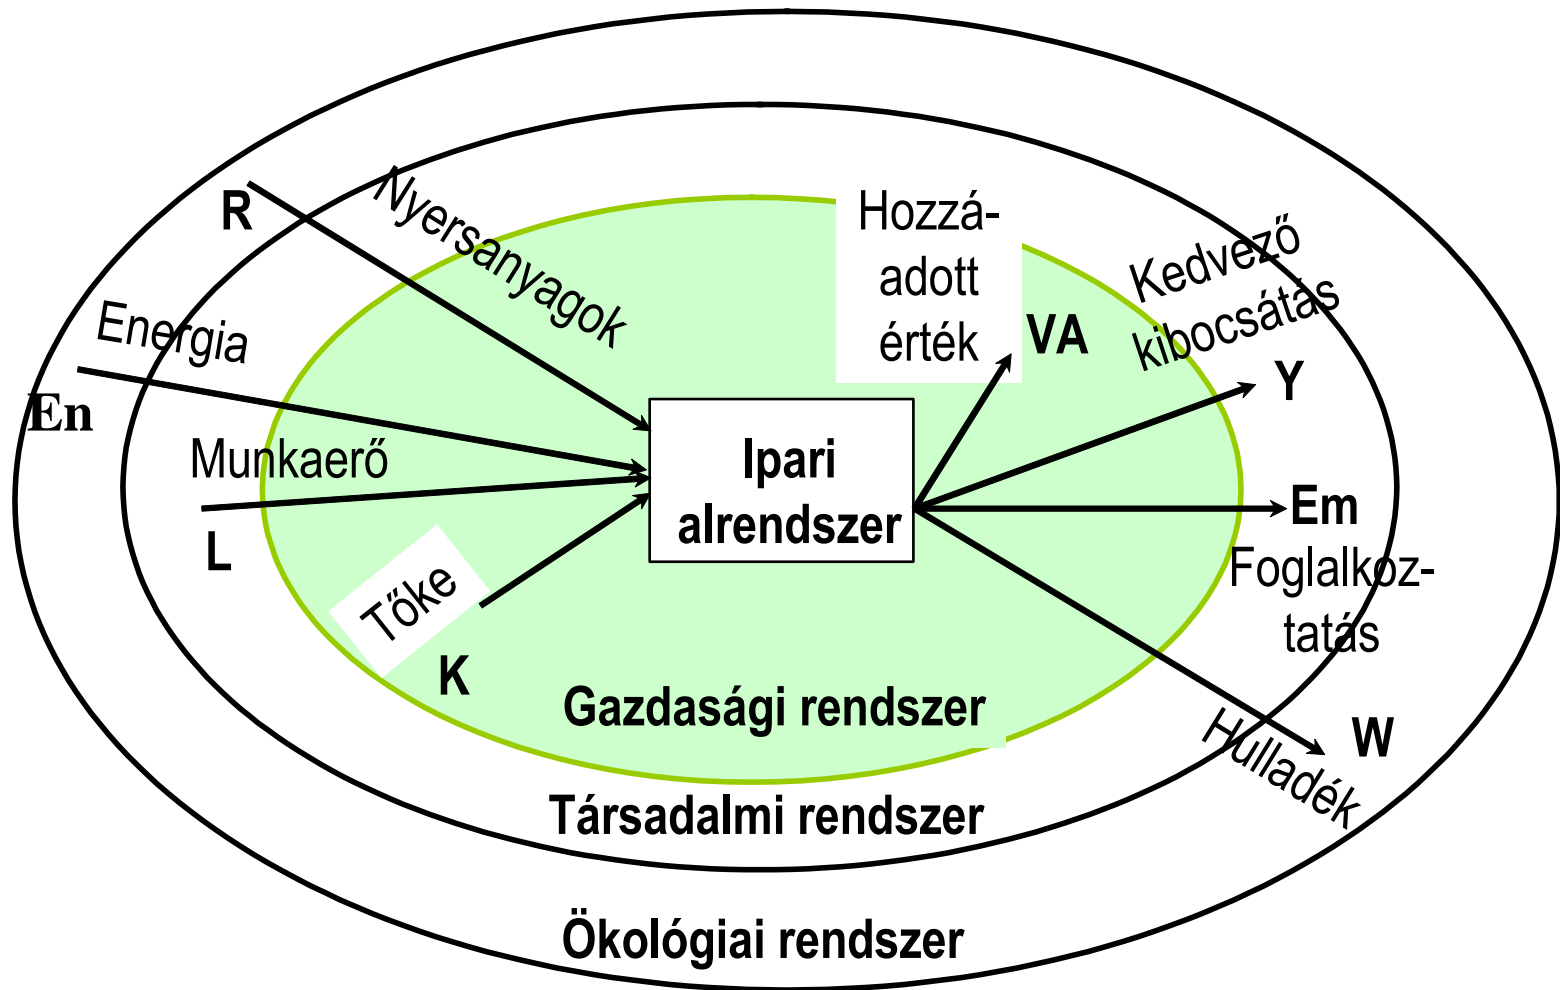 R
Nyersanyagok
Energia
En
Munkaerő
L
Tőke
K
Ipari
alrendszer
Hozzá-
adott
érték
VA
Kedvező
kibocsátás
Y
Em
Foglalkoz-
tatás
W
Hulladék
Gazdasági rendszer
Társadalmi rendszer
Ökológiai rendszer